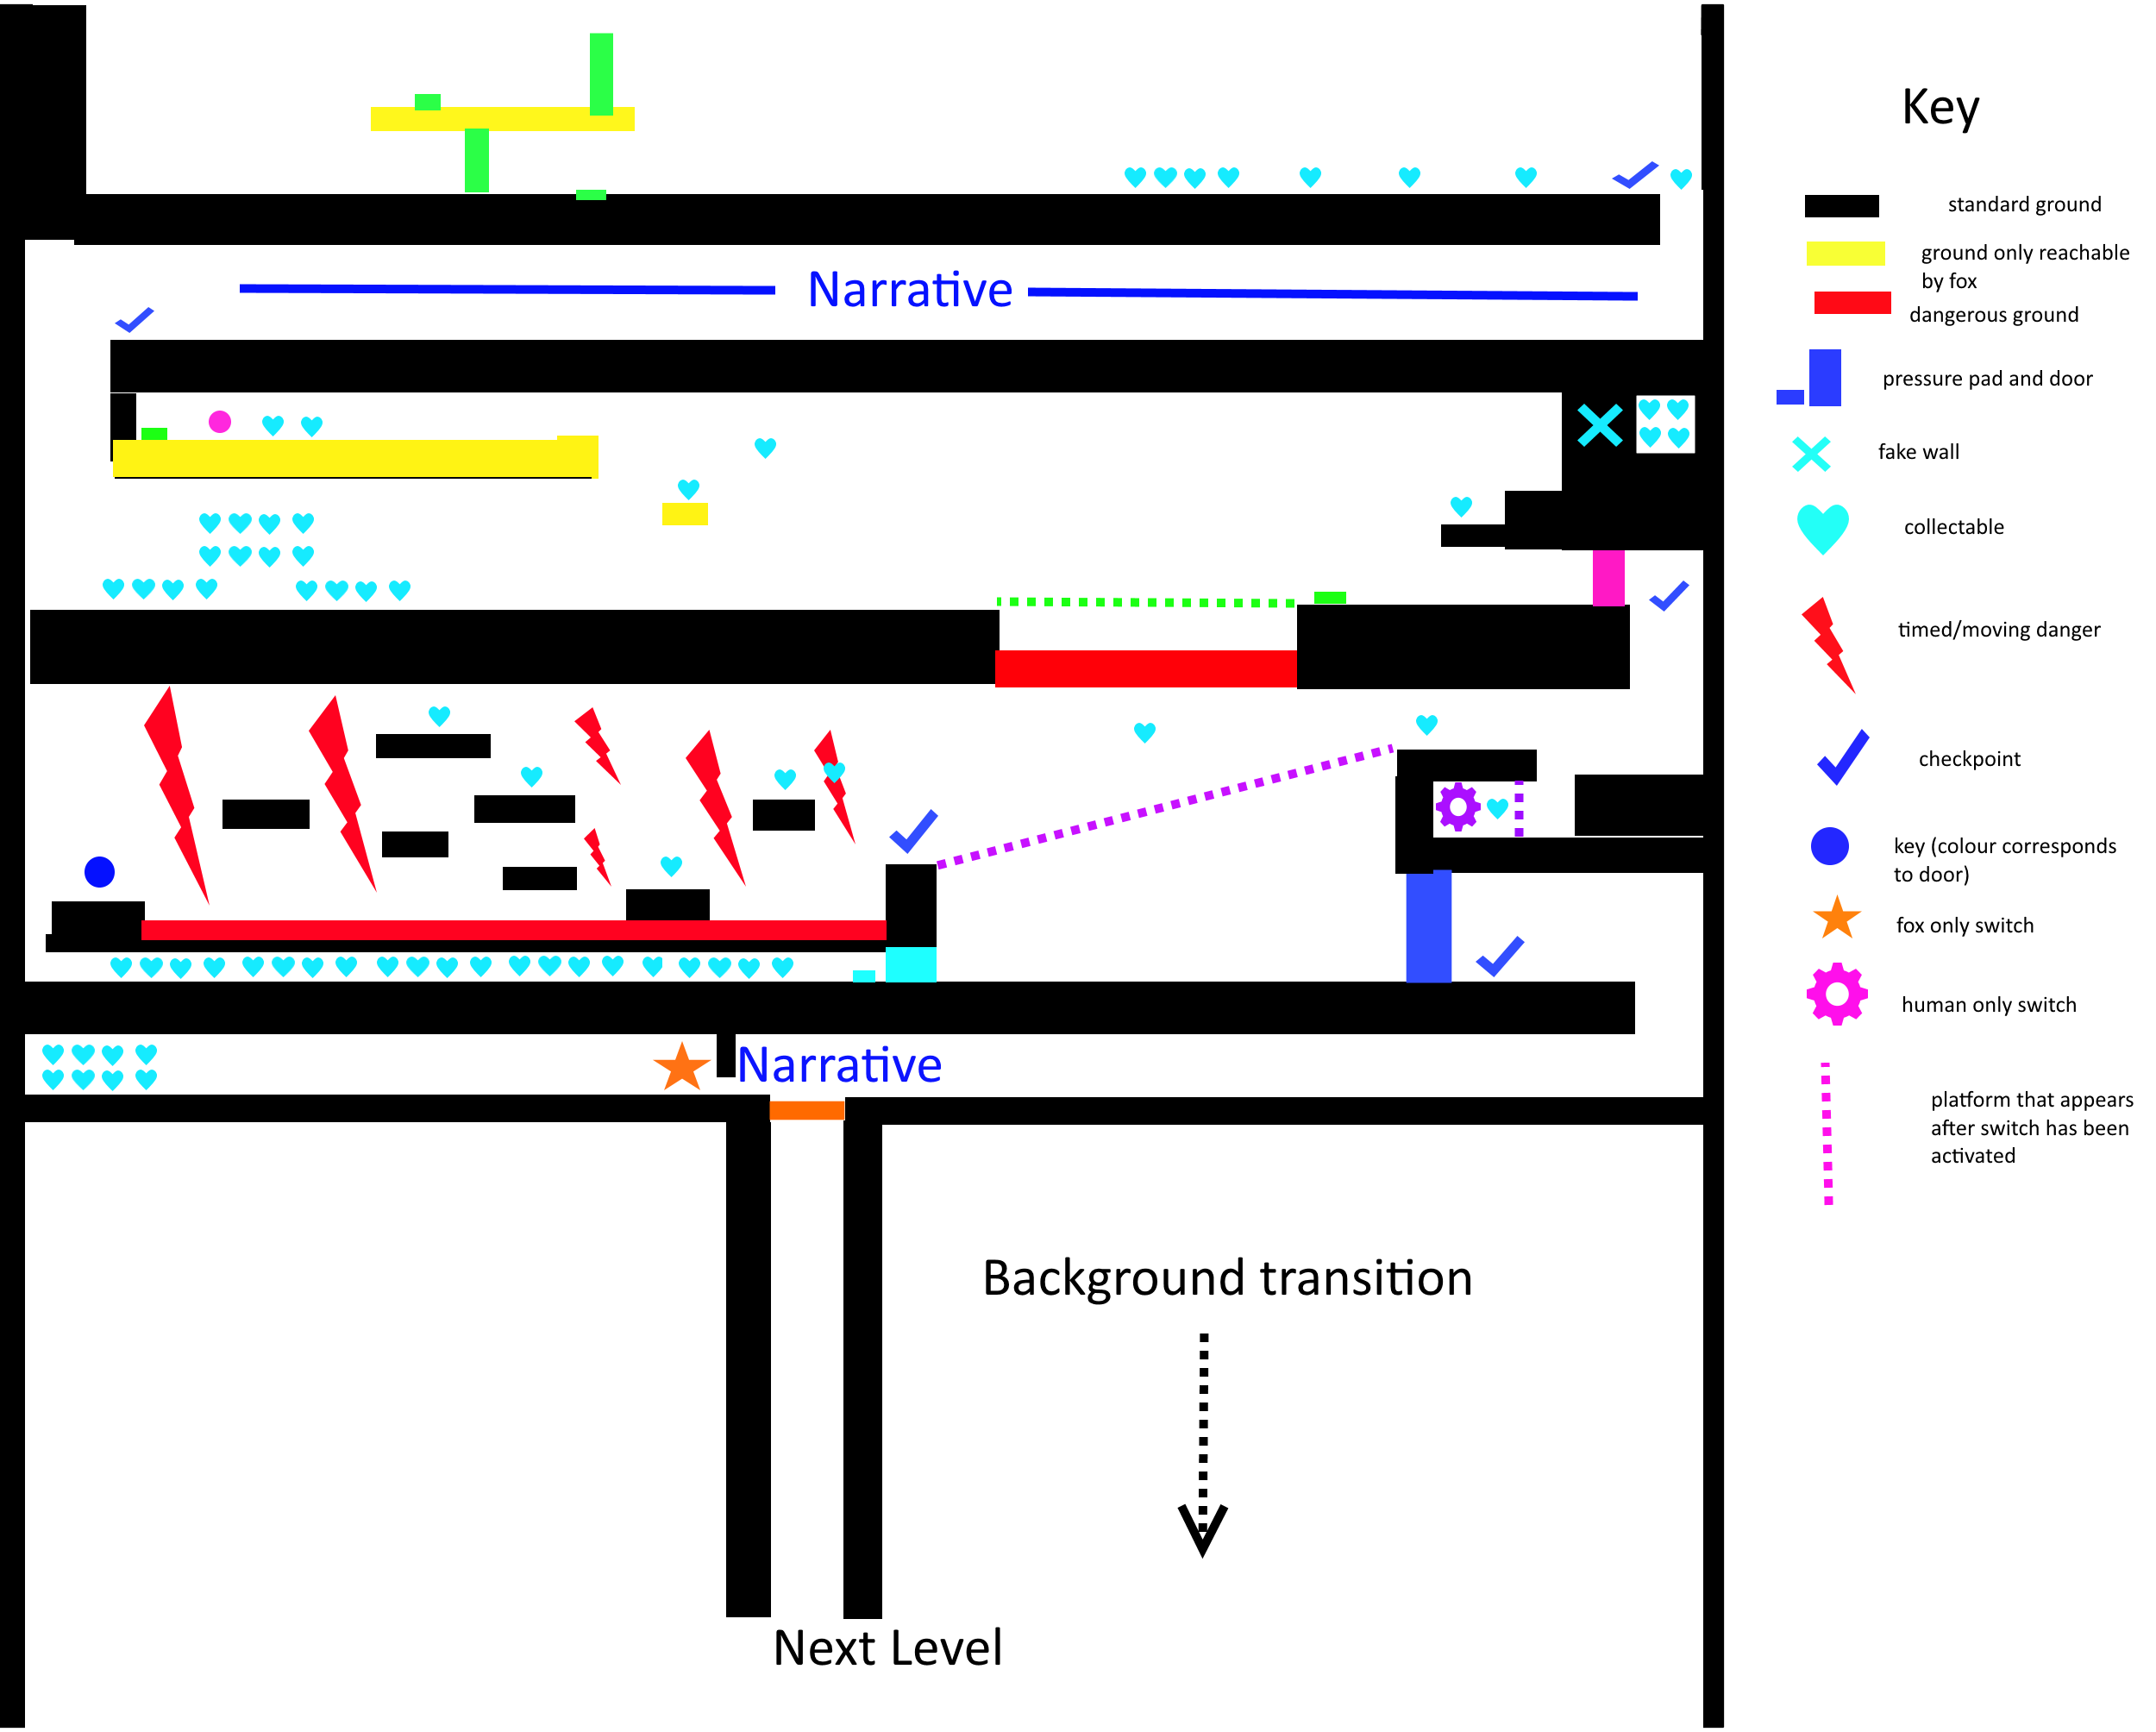 Key
standard ground
ground only reachable
by fox
dangerous ground
pressure pad and door
fake wall
collectable
timed/moving danger
checkpoint
key (colour corresponds
to door)
fox only switch
human only switch
platform that appears
after switch has been
activated
Narrative
Narrative
Background transition
Next Level